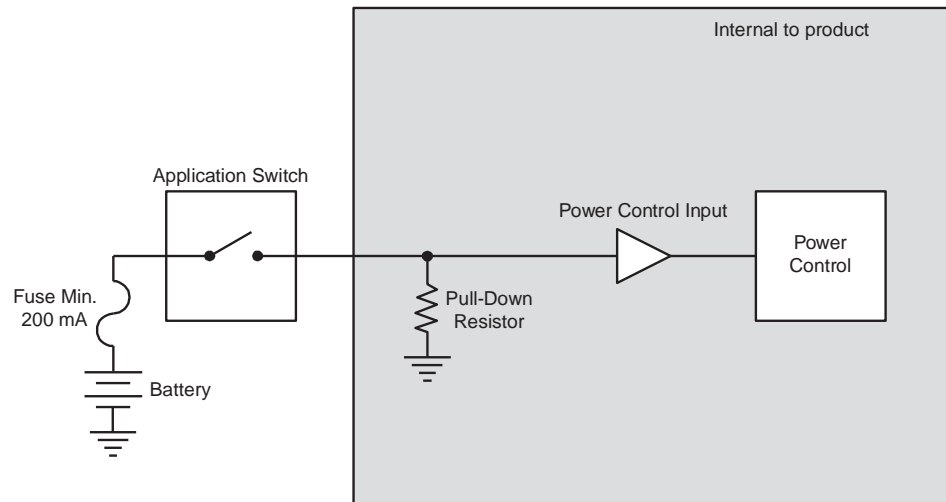 Internal to product
Application Switch
Power Control Input
Power
Control
Fuse Min.
200 mA
Pull-Down
Resistor
Battery